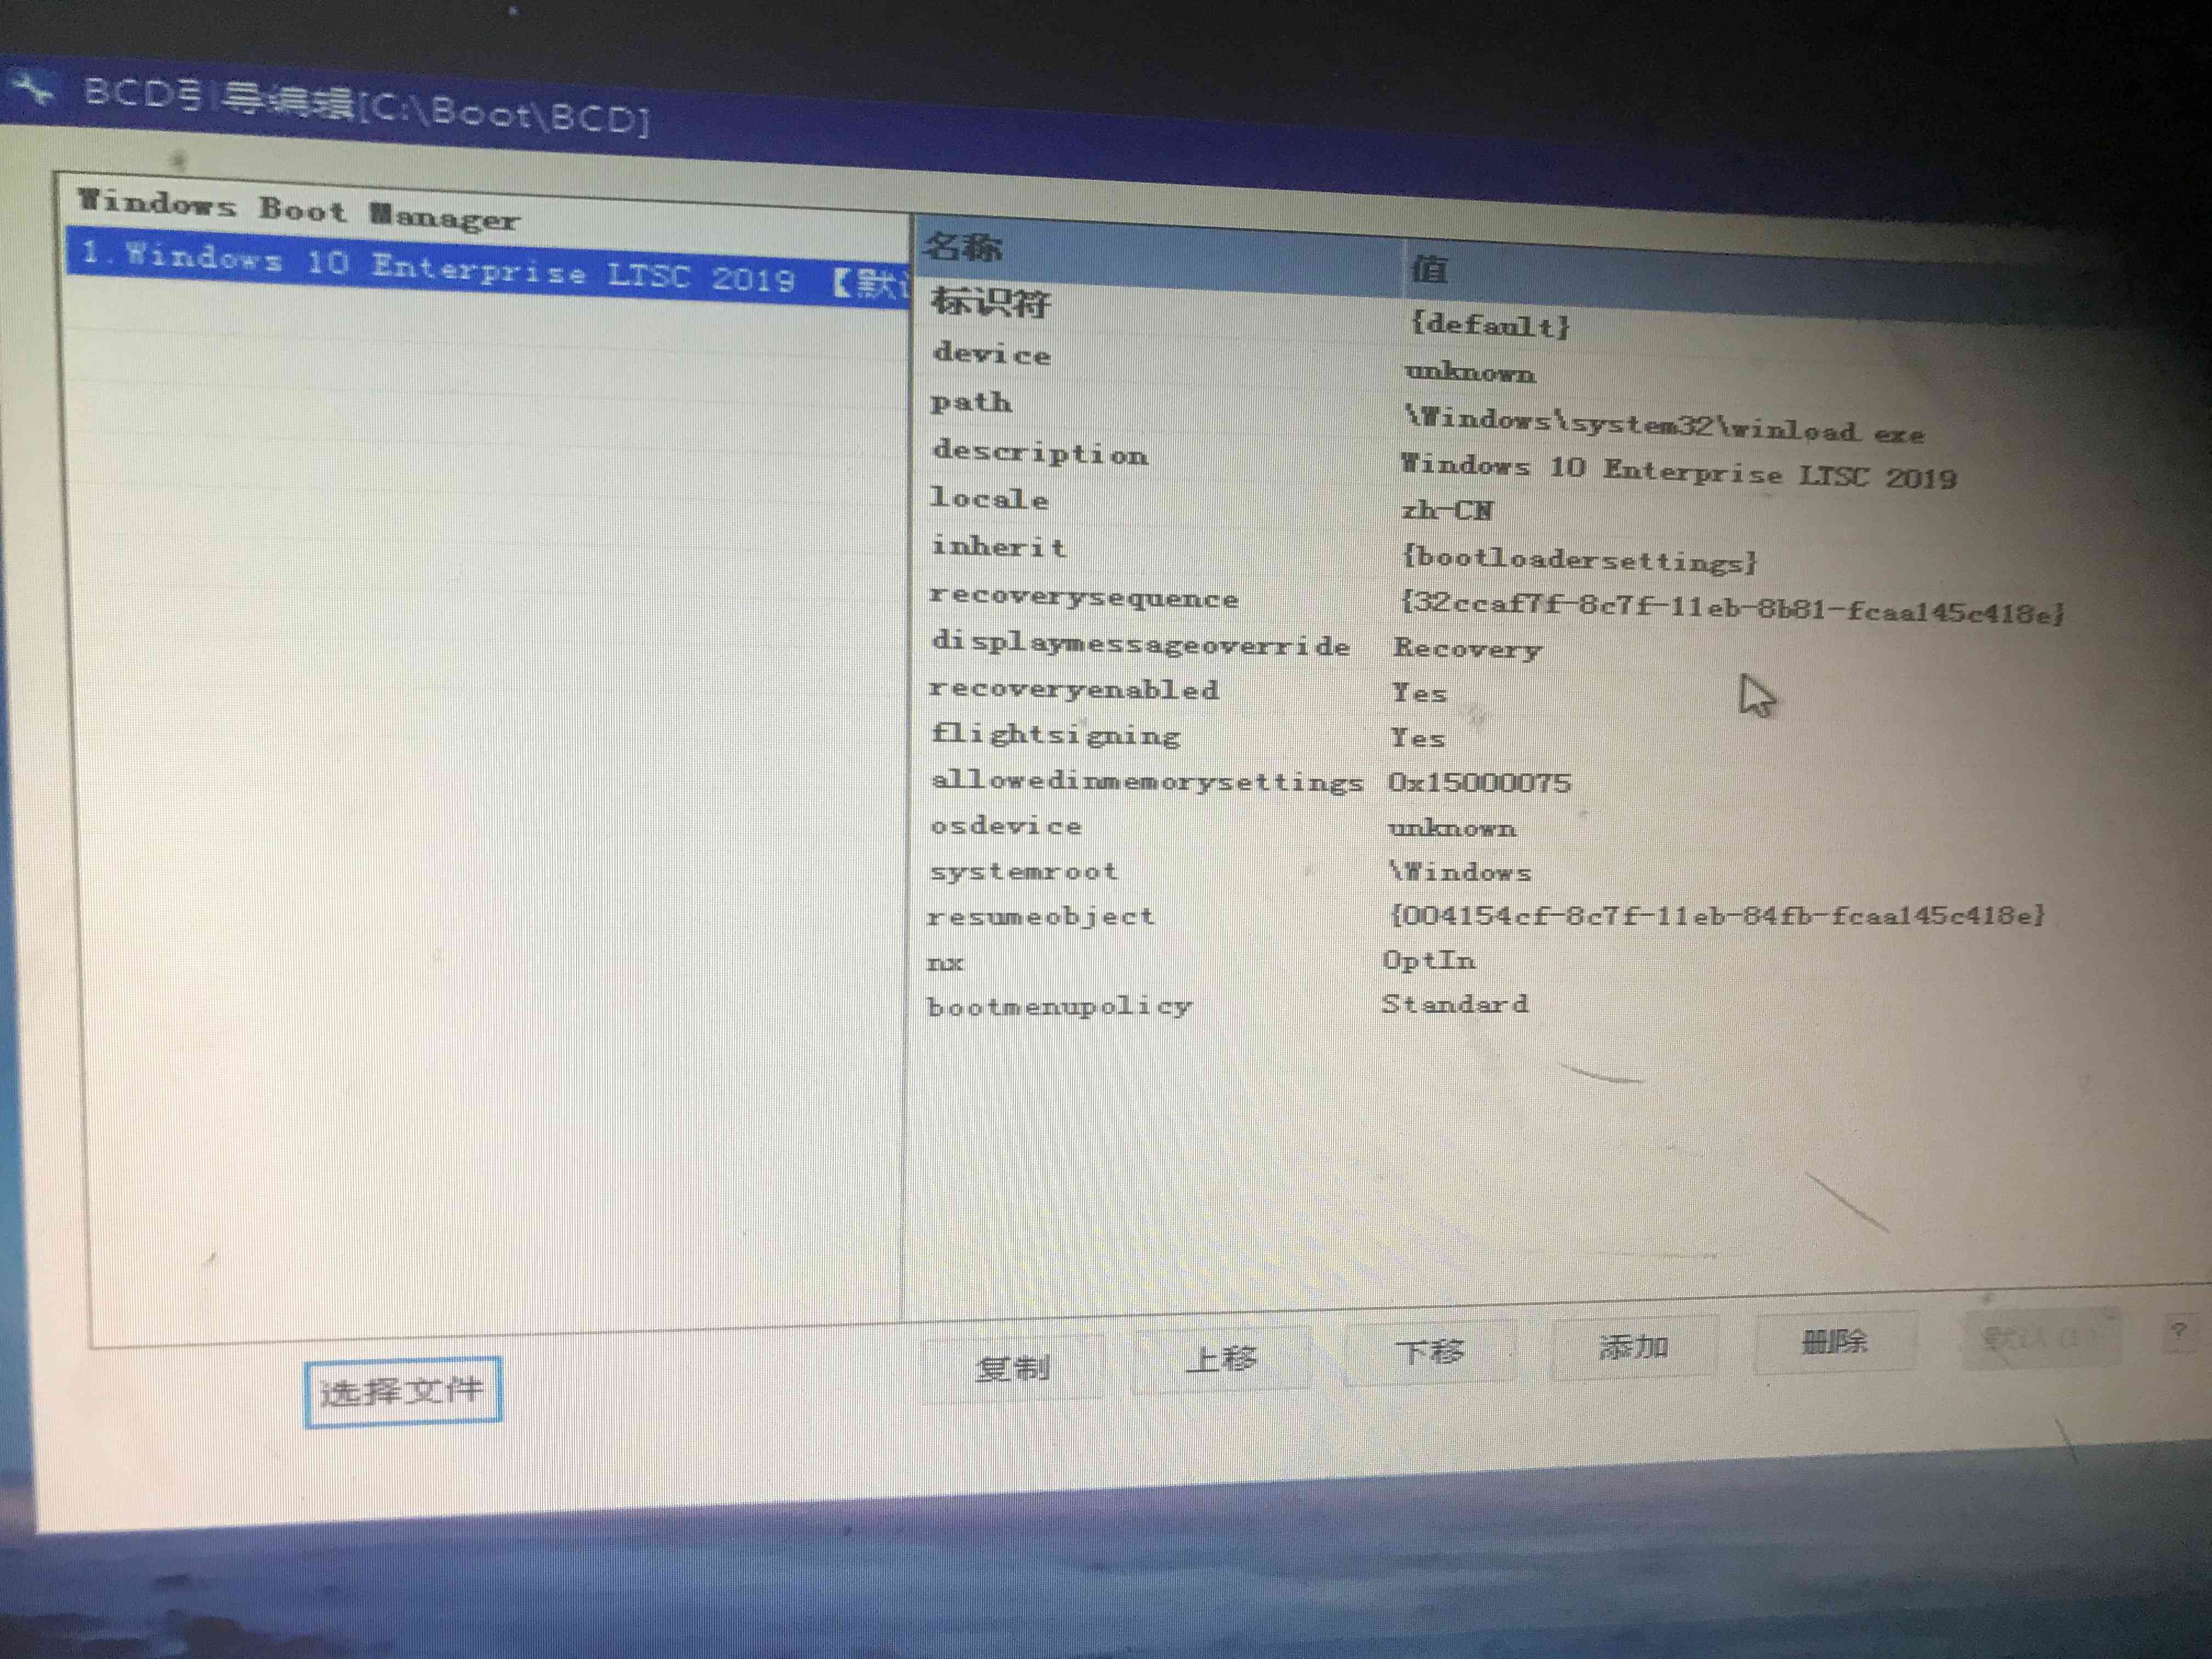 BCD引导编辑[C:\Boot\BCD]
Windows Boot Manager
1.Windows 10 Enterprise LTSC 2019 【默
名称 值
标识符 {default}
device unknown
path \Windows\system32\winload.exe
description Windows 10 Enterprise LTSC 2019
locale zh-CN
inherit {bootloadersettings}
recoverysequence {32ccaf7f-8c7f-11eb-8b81-fcaa145c418e}
displaymessageoverride Recovery
recoveryenabled Yes
flightsigning Yes
allowedinmemorysettings 0x15000075
osdevice unknown
systemroot \Windows
resumeobject {004154cf-8c7f-11eb-84fb-fcaa145c418e}
nx OptIn
bootmenupolicy Standard
选择文件 复制 上移 下移 添加 删除 ?